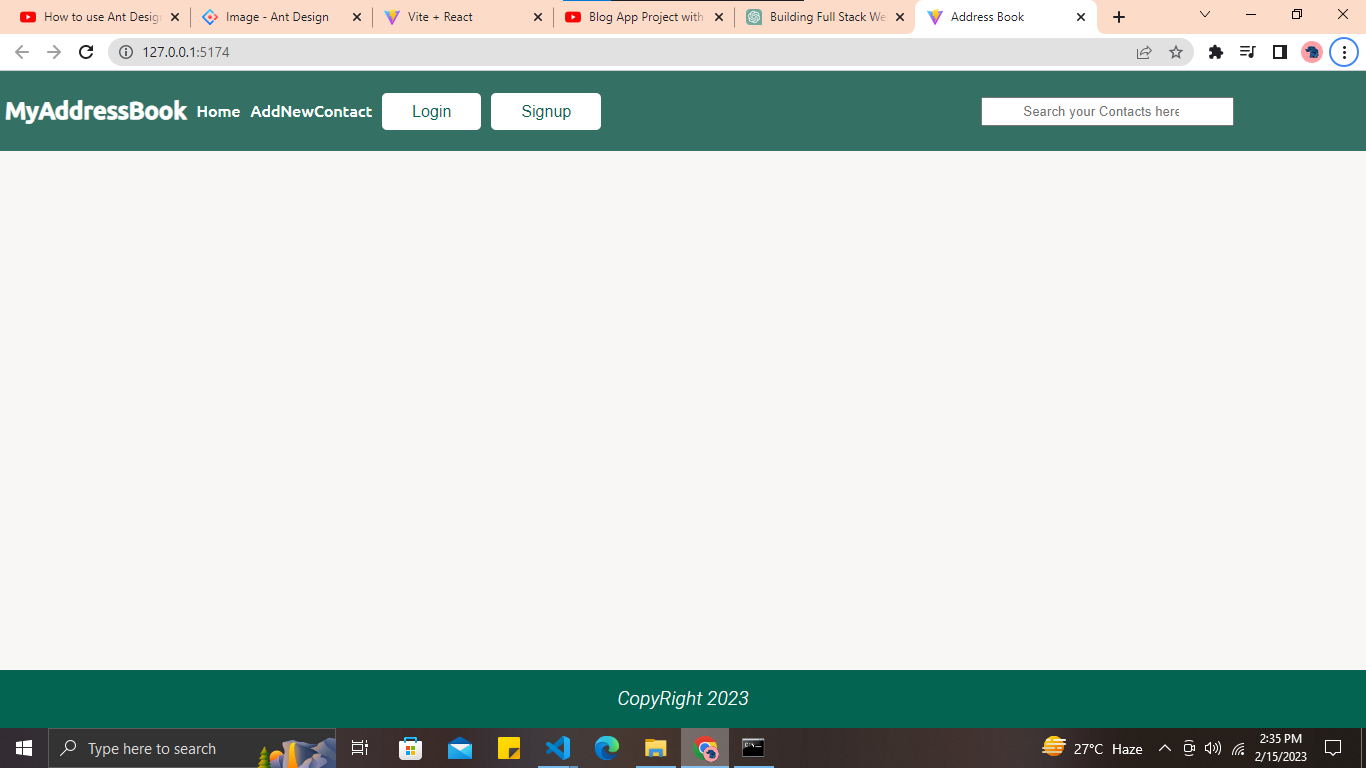 How to use Ant Desig
Image - Ant Design
Vite + React
Blog App Project with
Building Full Stack We
Address Book
127.0.0.1:5174
MyAddressBook Home AddNewContact Login Signup Search your Contacts here
CopyRight 2023
Type here to search
27°C Haze
2:35 PM
2/15/2023